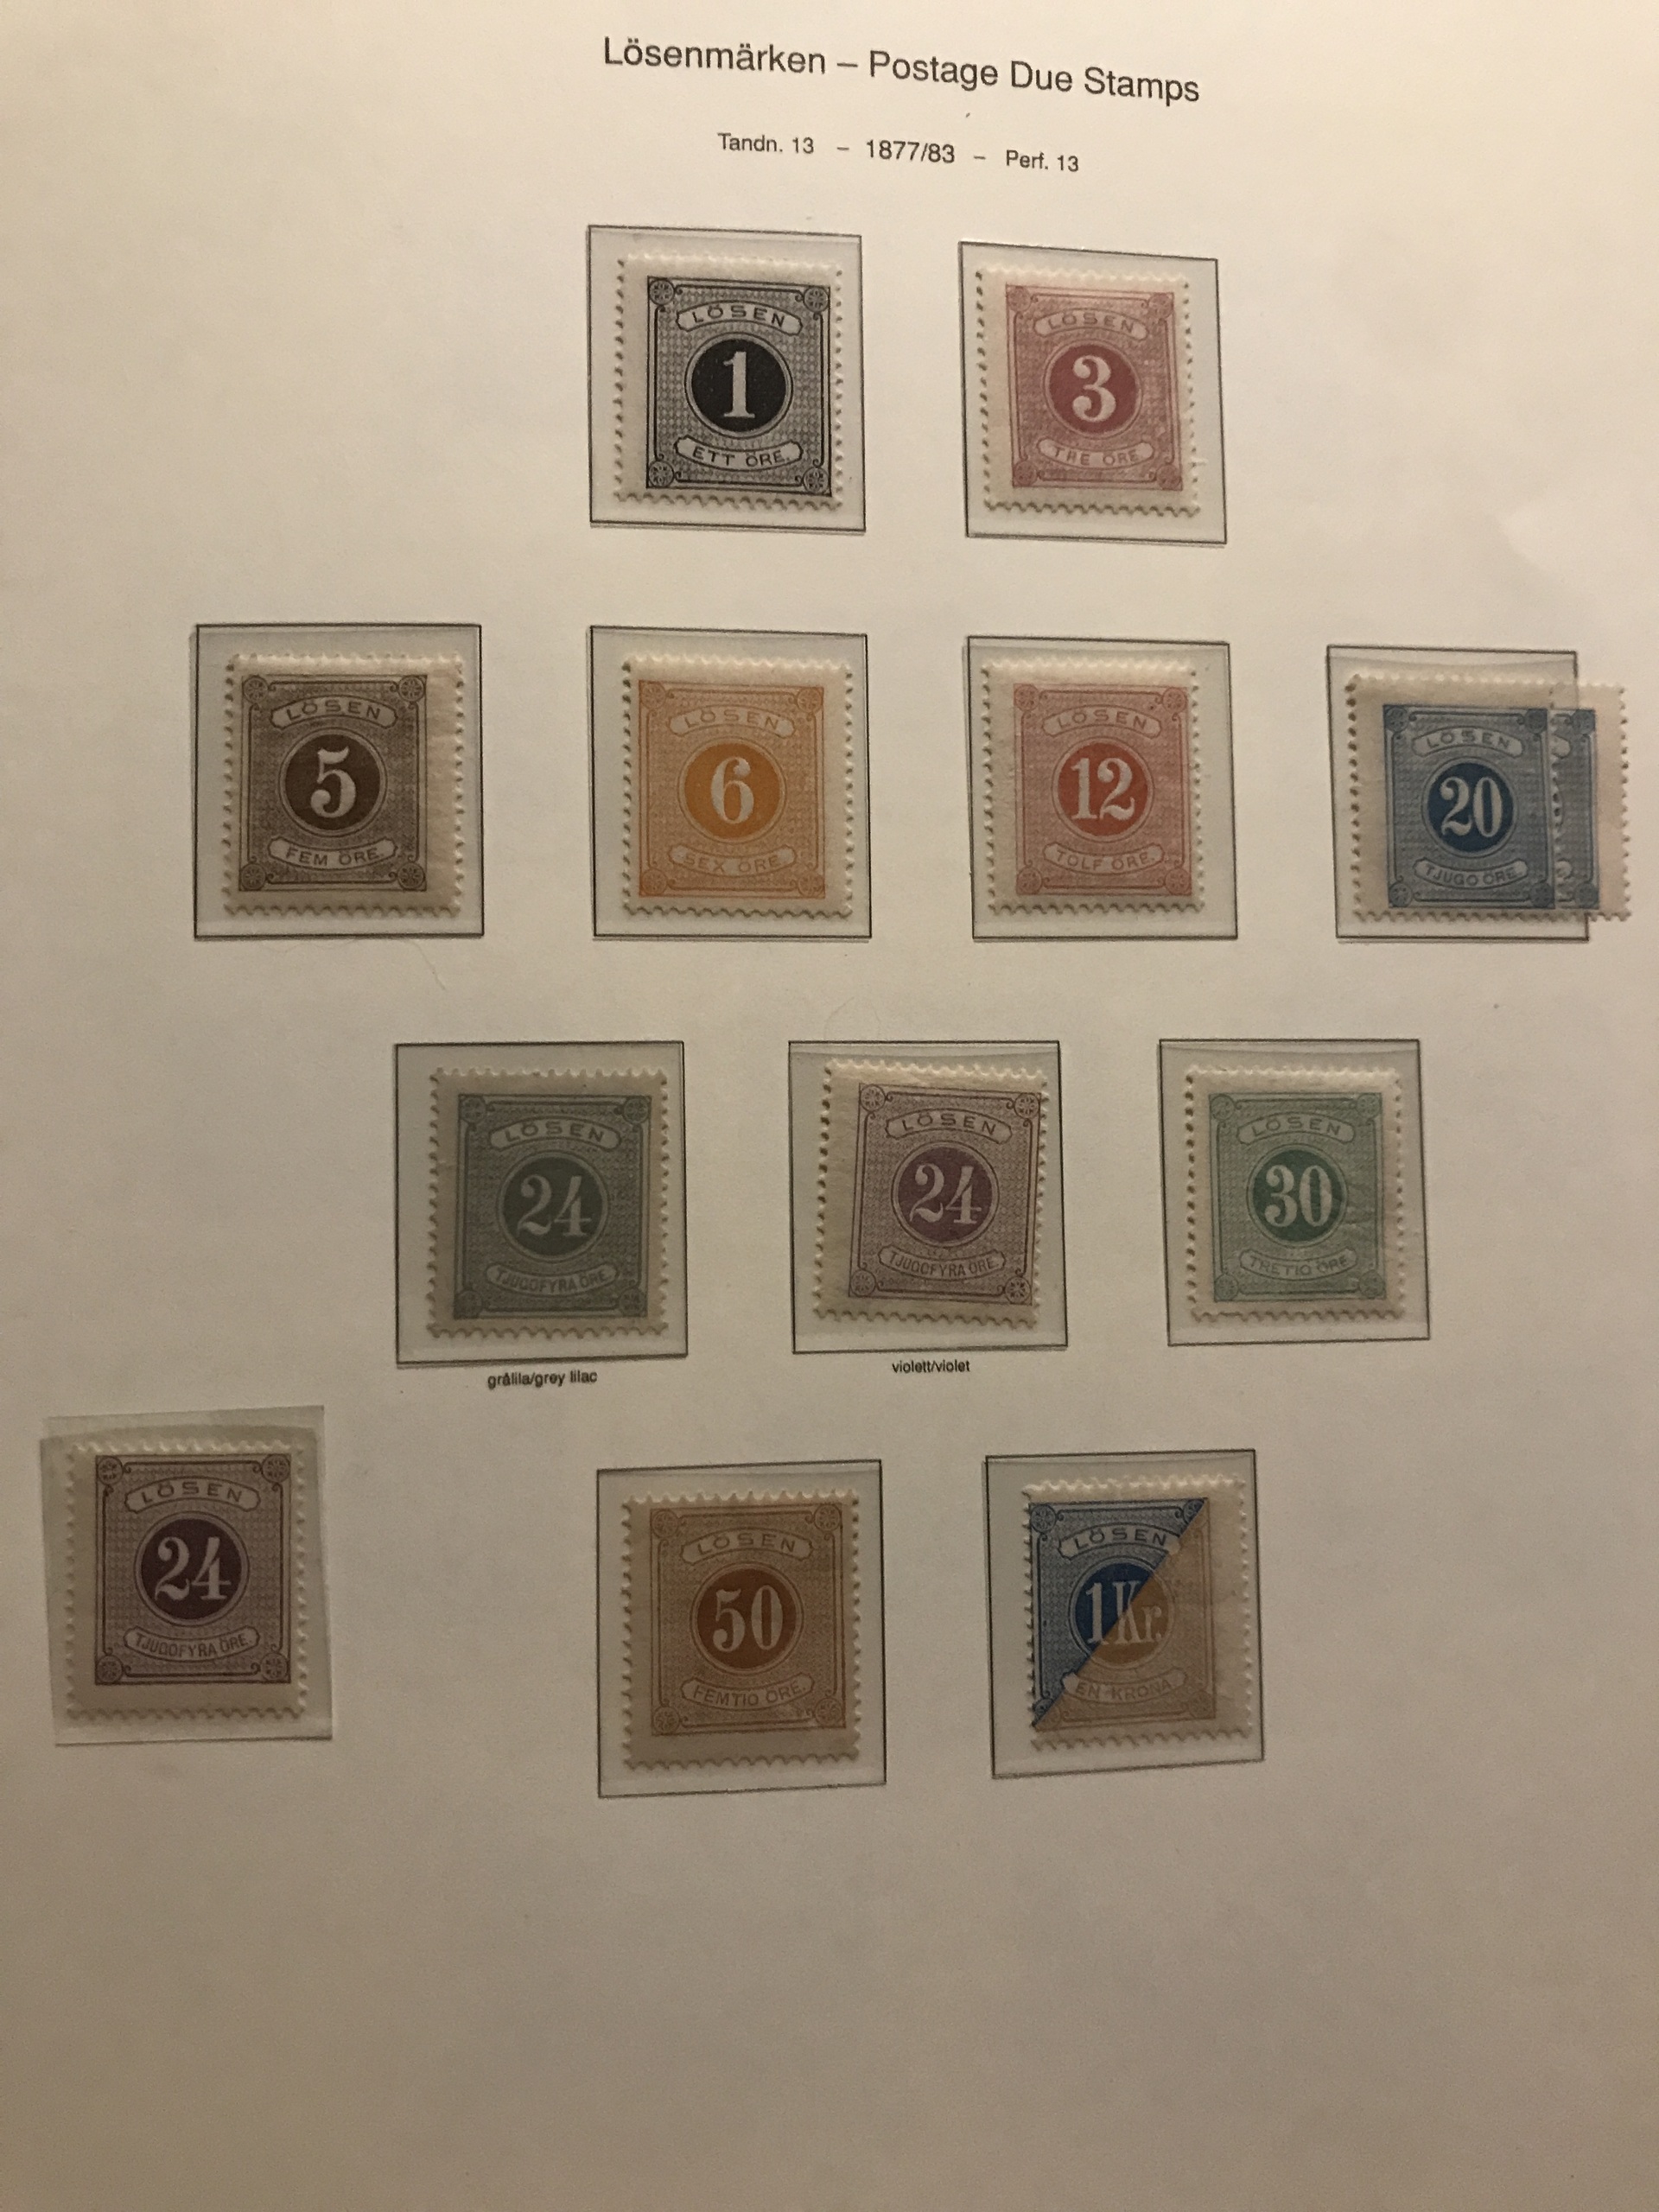 Lösenmärken – Postage Due Stamps
Tandn. 13 – 1877/83 – Perf. 13
LÖSEN
1
ETT ÖRE.
LÖSEN
3
TRE ÖRE
LÖSEN
5
FEM ÖRE.
LÖSEN
6
SEX ÖRE.
LÖSEN
12
TOLF ÖRE.
LÖSEN
20
TJUGO ÖRE.
LÖSEN
24
TJUGOFYRA ÖRE.
grålila/grey lilac
LÖSEN
24
TJUGOFYRA ÖRE.
violett/violet
LÖSEN
30
TRETIO ÖRE
LÖSEN
24
TJUGOFYRA ÖRE.
LÖSEN
50
FEMTIO ÖRE.
LÖSEN
1 Kr.
EN KRONA.